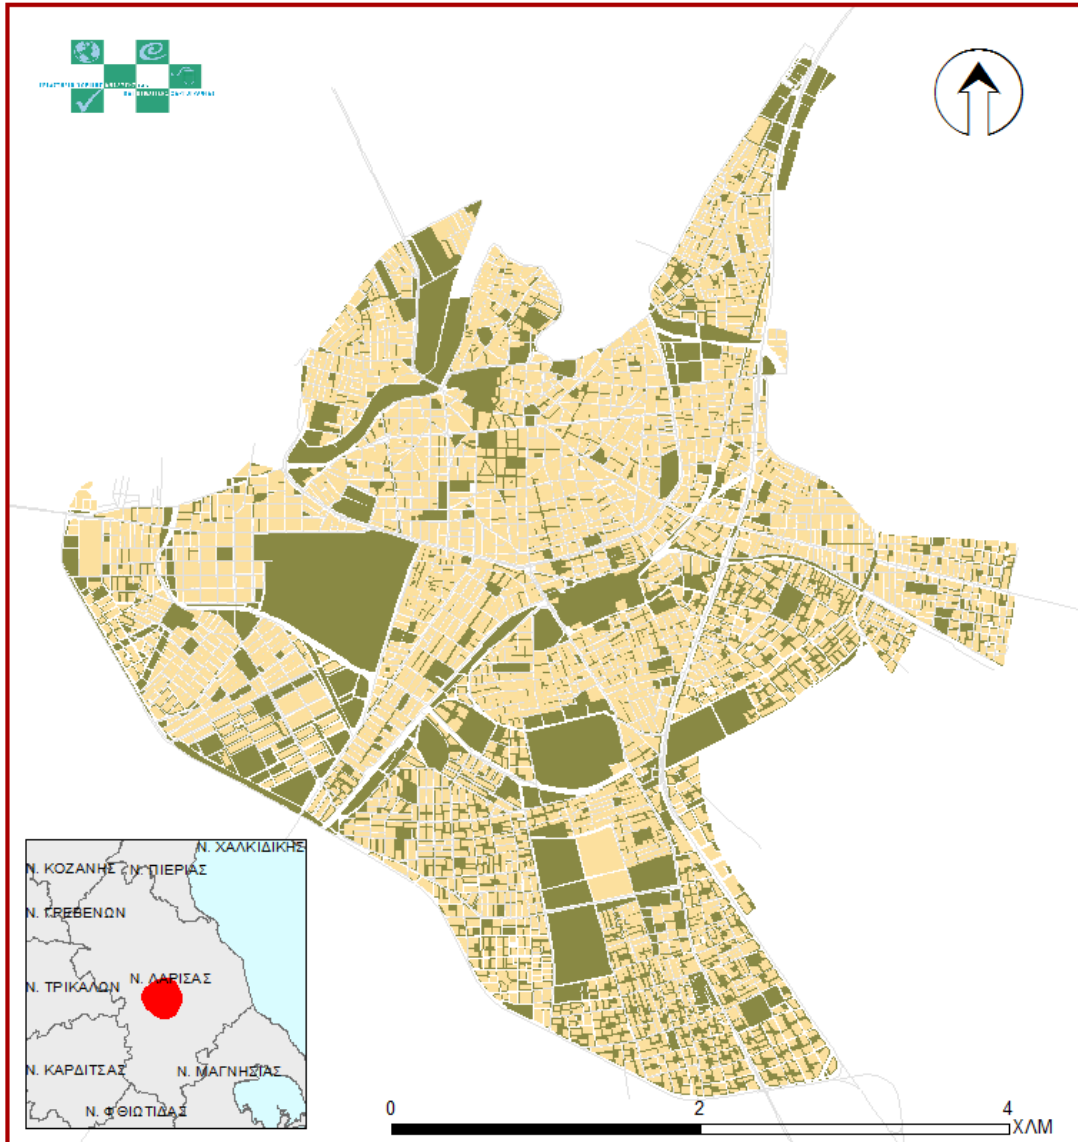 Ν. ΧΑΛΚΙΔΙΚΗΣ
Ν. ΚΟΖΑΝΗΣ
Ν. ΠΙΕΡΙΑΣ
Ν. ΓΡΕΒΕΝΩΝ
Ν. ΛΑΡΙΣΑΣ
Ν. ΤΡΙΚΑΛΩΝ
Ν. ΚΑΡΔΙΤΣΑΣ
Ν. ΜΑΓΝΗΣΙΑΣ
Ν. ΦΘΙΩΤΙΔΑΣ
0 2 4
ΧΛΜ